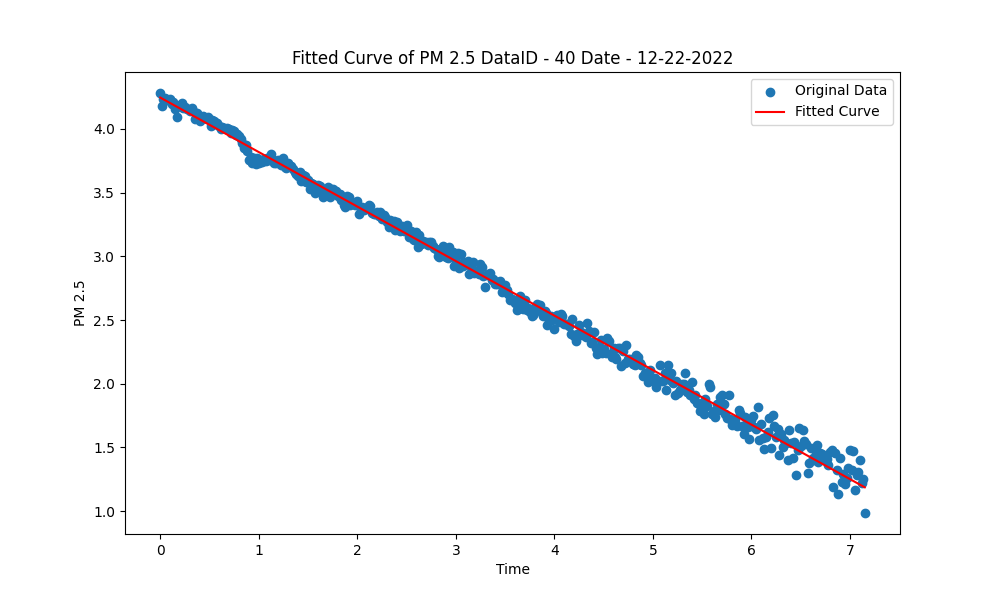 Fitted Curve of PM 2.5 DataID - 40 Date - 12-22-2022
Original Data
Fitted Curve
4.0
3.5
3.0
2.5
2.0
1.5
1.0
PM 2.5
0 1 2 3 4 5 6 7
Time